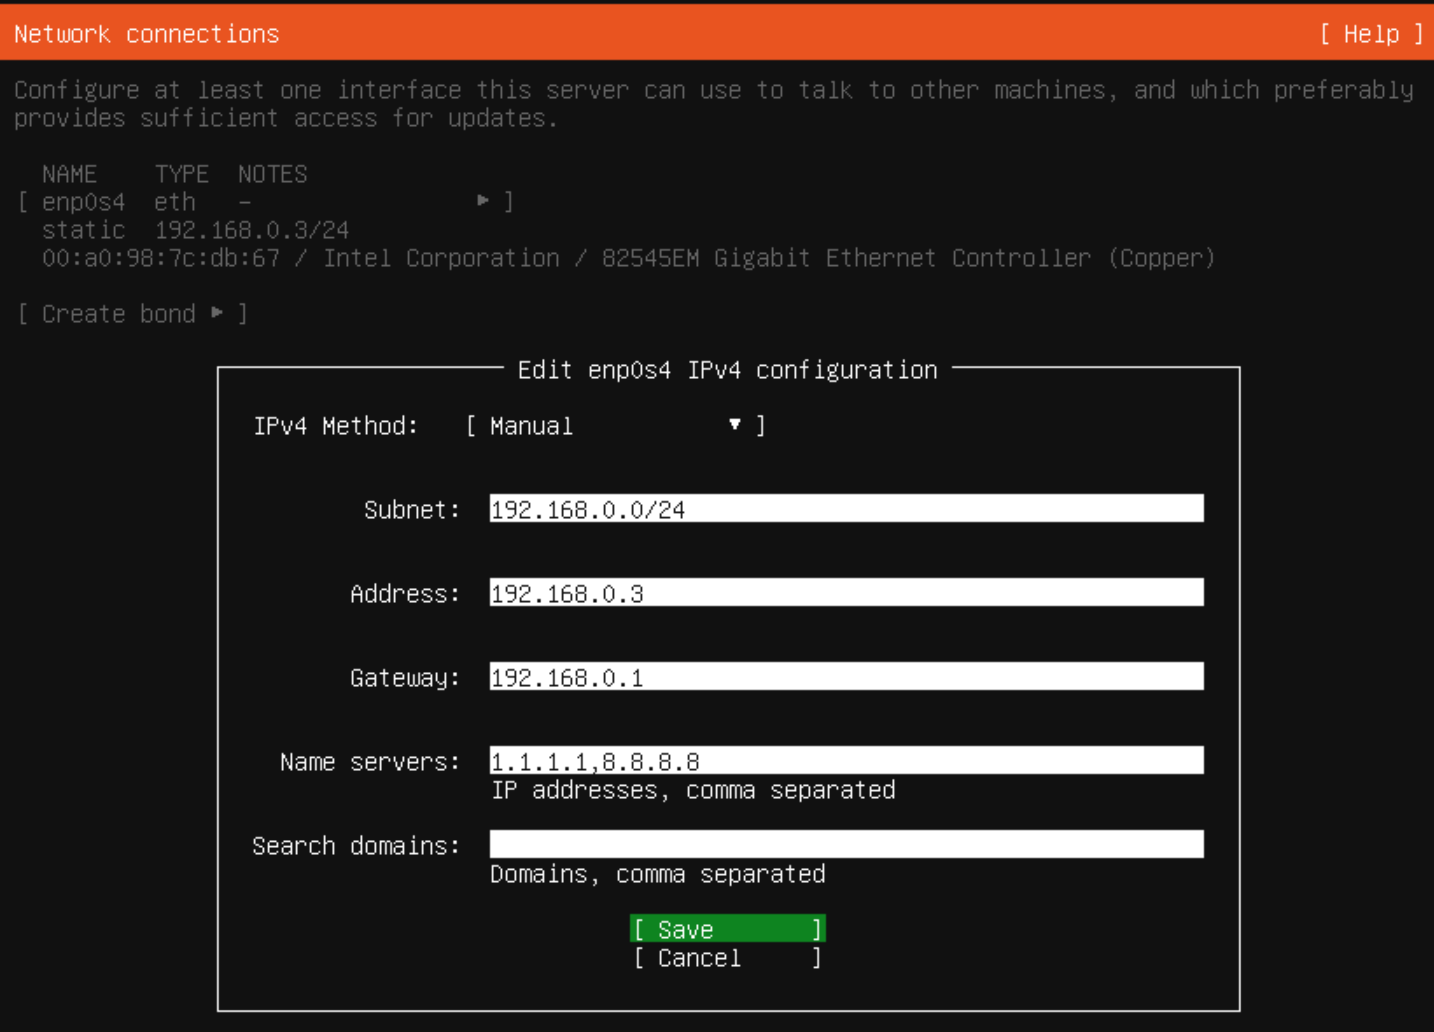 Network connections [ Help ]
Configure at least one interface this server can use to talk to other machines, and which preferably
provides sufficient access for updates.
NAME TYPE NOTES
[ enp0s4 eth – ▸ ]
static 192.168.0.3/24
00:a0:98:7c:db:67 / Intel Corporation / 82545EM Gigabit Ethernet Controller (Copper)
[ Create bond ▸ ]
Edit enp0s4 IPv4 configuration
IPv4 Method: [ Manual ▾ ]
Subnet: 192.168.0.0/24
Address: 192.168.0.3
Gateway: 192.168.0.1
Name servers: 1.1.1.1,8.8.8.8
IP addresses, comma separated
Search domains:
Domains, comma separated
[ Save ]
[ Cancel ]